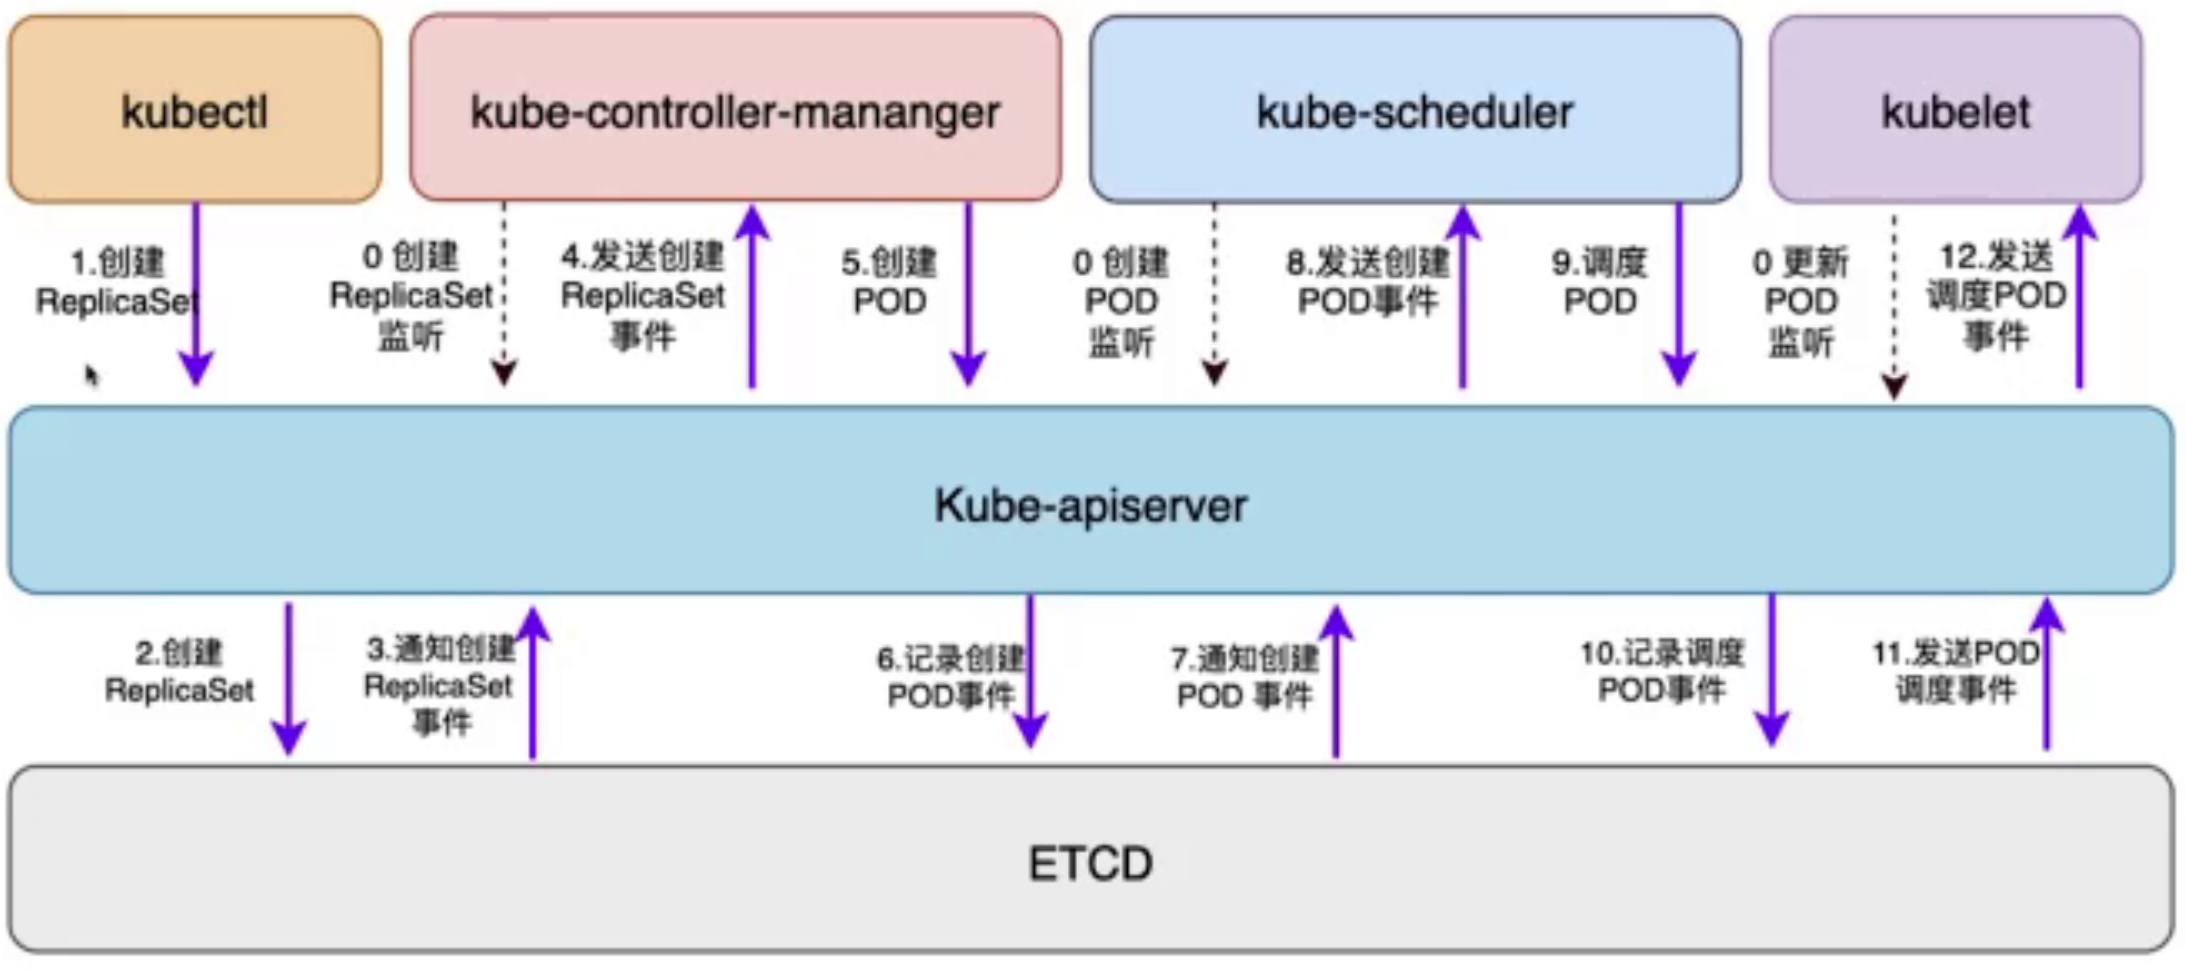 kubectl
kube-controller-mananger
kube-scheduler
kubelet
1.创建
ReplicaSet
0 创建
ReplicaSet
监听
4.发送创建
ReplicaSet
事件
5.创建
POD
0 创建
POD
监听
8.发送创建
POD事件
9.调度
POD
0 更新
POD
监听
12.发送
调度POD
事件
Kube-apiserver
2.创建
ReplicaSet
3.通知创建
ReplicaSet
事件
6.记录创建
POD事件
7.通知创建
POD 事件
10.记录调度
POD事件
11.发送POD
调度事件
ETCD